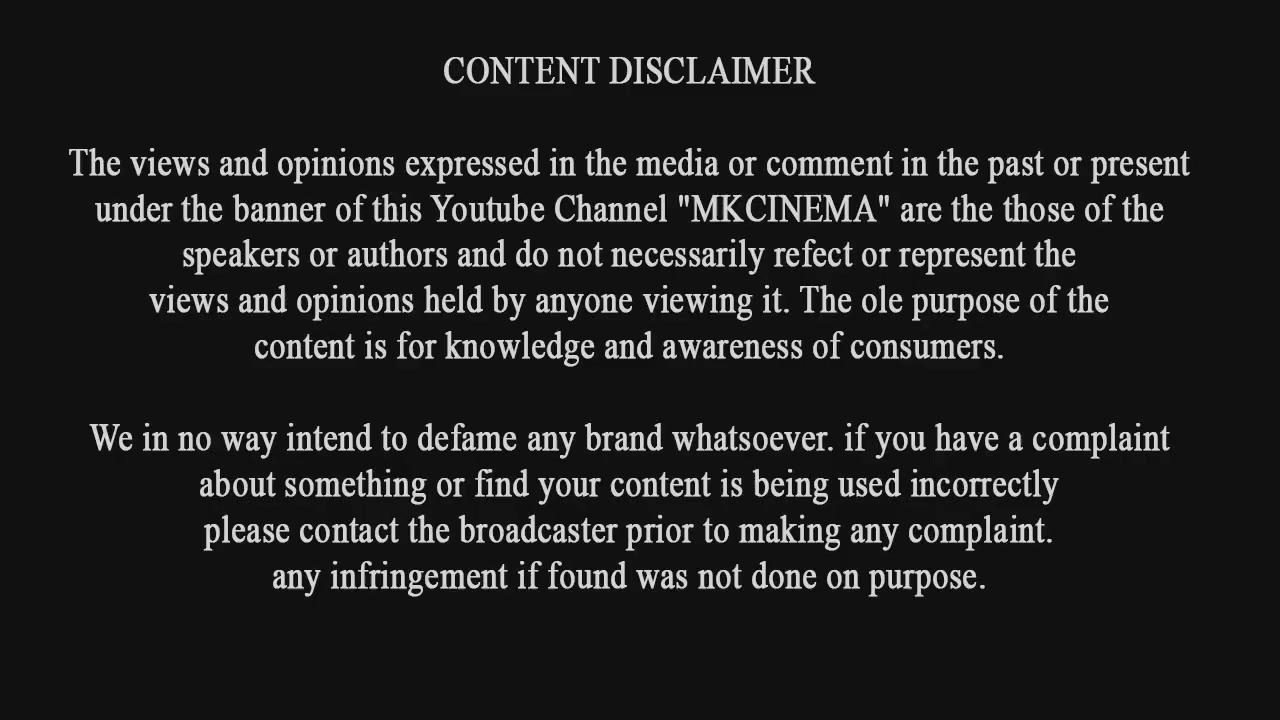 CONTENT DISCLAIMER
The views and opinions expressed in the media or comment in the past or present
under the banner of this Youtube Channel "MKCINEMA" are the those of the
speakers or authors and do not necessarily refect or represent the
views and opinions held by anyone viewing it. The ole purpose of the
content is for knowledge and awareness of consumers.
We in no way intend to defame any brand whatsoever. if you have a complaint
about something or find your content is being used incorrectly
please contact the broadcaster prior to making any complaint.
any infringement if found was not done on purpose.